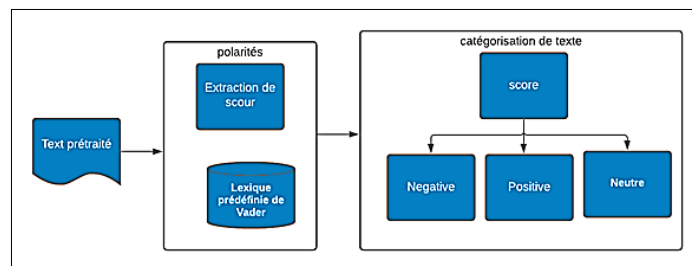 polarités
catégorisation de texte
Extraction de
scour
score
Text prétraité
Lexique
prédéfinie de
Vader
Negative
Positive
Neutre